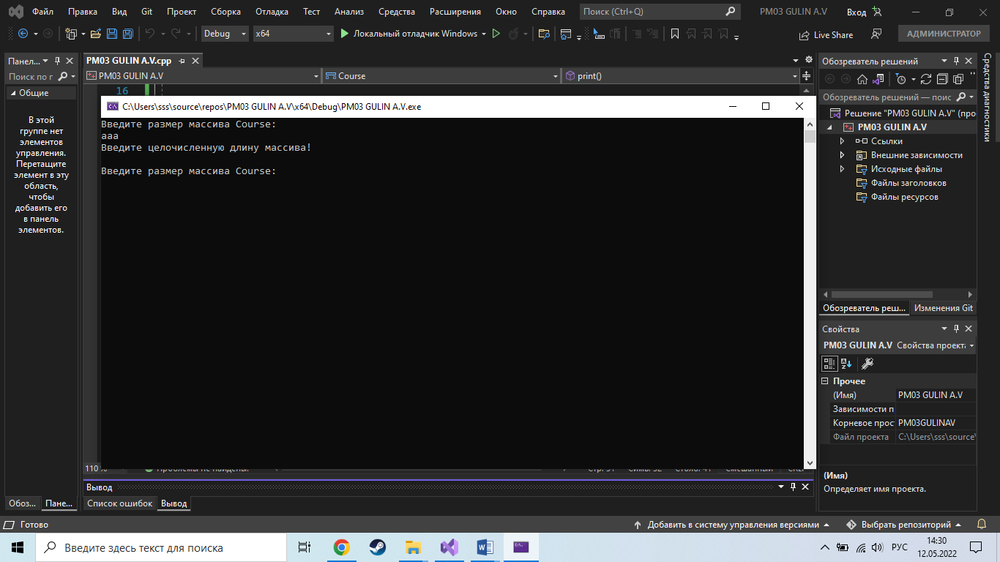 Файл Правка Вид Git Проект Сборка Отладка Тест Анализ Средства Расширения Окно Справка Поиск (Ctrl+Q) PM03 GULIN A.V Вход
Debug x64 Локальный отладчик Windows Live Share АДМИНИСТРАТОР
Панел...
Поиск по г
Общие
В этой
группе нет
элементов
управления.
Перетащите
элемент в эту
область,
чтобы
добавить его
в панель
элементов.
Обоз... Пане...
PM03 GULIN A.V.cpp
PM03 GULIN A.V Course print()
16
C:\Users\sss\source\repos\PM03 GULIN A.V\x64\Debug\PM03 GULIN A.V.exe
Введите размер массива Course:
aaa
Введите целочисленную длину массива!
Введите размер массива Course:
110 %
Вывод
Список ошибок Вывод
Обозреватель решений
Обозреватель решений — поис
Решение "PM03 GULIN A.V" (про
PM03 GULIN A.V
Ссылки
Внешние зависимости
Исходные файлы
Файлы заголовков
Файлы ресурсов
Обозреватель реш... Изменения Git
Свойства
PM03 GULIN A.V Свойства проекта
Прочее
(Имя) PM03 GULIN A.V
Зависимости п
Корневое прос PM03GULINAV
Файл проекта C:\Users\sss\source\
(Имя)
Определяет имя проекта.
Средства диагностики
Готово Добавить в систему управления версиями Выбрать репозиторий
Введите здесь текст для поиска РУС 14:30
12.05.2022